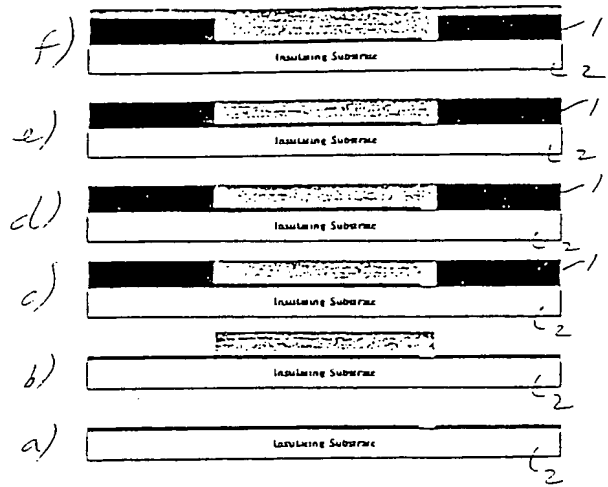 f)
1
Insulating Substrate
2
e)
1
Insulating Substrate
2
d)
1
Insulating Substrate
2
c)
1
Insulating Substrate
2
b)
Insulating Substrate
2
a)
Insulating Substrate
2